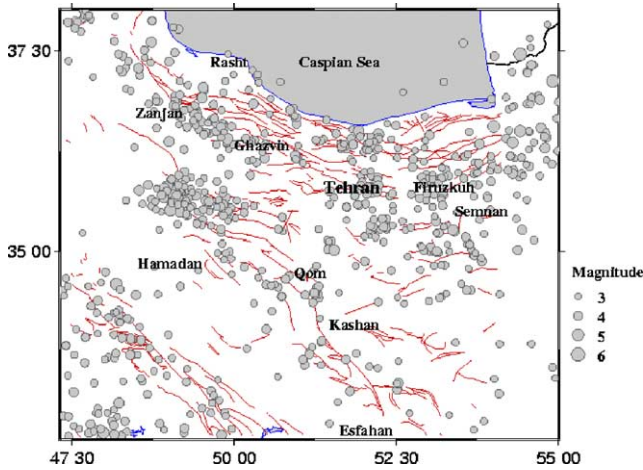 37 30
Rasht
Caspian Sea
Zanjan
Ghazvin
Tehran
Firuzkuh
Semnan
35 00
Hamadan
Qom
Magnitude
3
4
5
6
Kashan
Esfahan
47 30
50 00
52 30
55 00